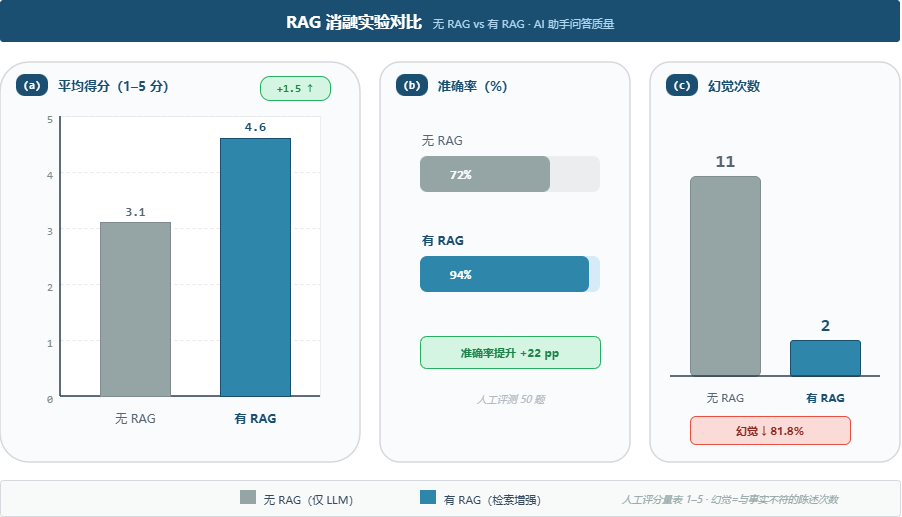 RAG 消融实验对比 无 RAG vs 有 RAG · AI 助手问答质量
(a) 平均得分（1–5 分）
+1.5 ↑
5
4
3
2
1
0
3.1
4.6
无 RAG
有 RAG
(b) 准确率（%）
无 RAG
72%
有 RAG
94%
准确率提升 +22 pp
人工评测 50 题
(c) 幻觉次数
11
2
无 RAG
有 RAG
幻觉 ↓ 81.8%
无 RAG（仅 LLM）
有 RAG（检索增强）
人工评分量表 1–5 · 幻觉=与事实不符的陈述次数